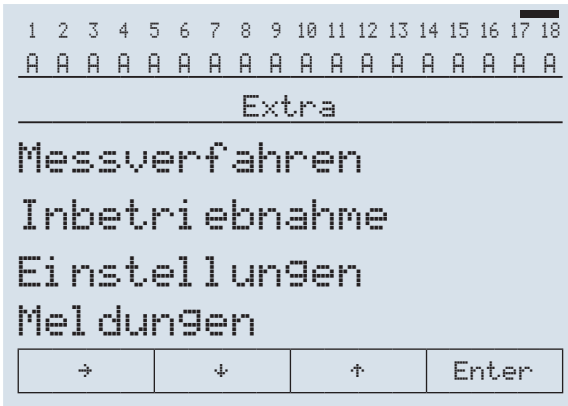 1 2 3 4 5 6 7 8 9 10 11 12 13 14 15 16 17 18
A A A A A A A A A A A A A A A A A A
Extra
Messverfahren
Inbetriebnahme
Einstellungen
Meldungen
→ ↓ ↑ Enter